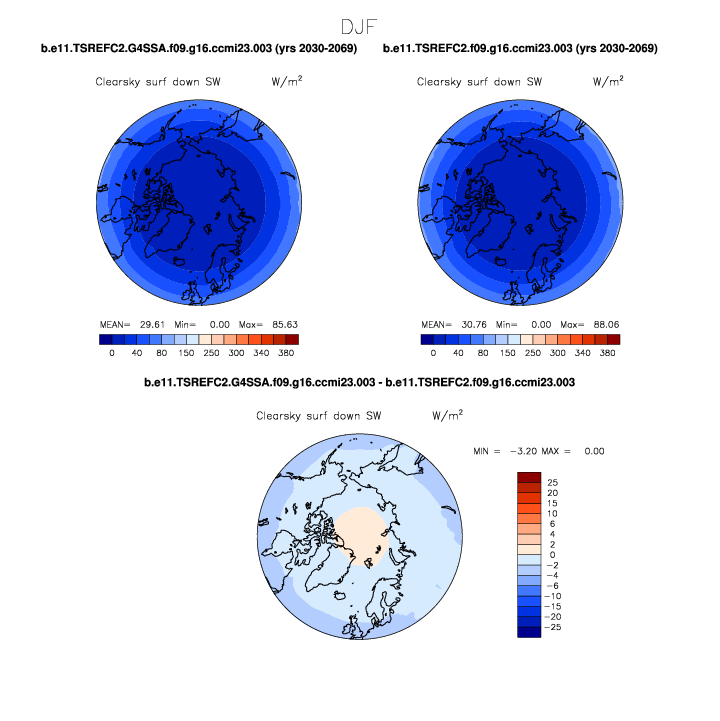 DJF
b.e11.TSREFC2.G4SSA.f09.g16.ccmi23.003 (yrs 2030-2069)
b.e11.TSREFC2.f09.g16.ccmi23.003 (yrs 2030-2069)
Clearsky surf down SW W/m²
Clearsky surf down SW W/m²
MEAN= 29.61 Min= 0.00 Max= 85.63
0 40 80 150 200 250 300 340 380
MEAN= 30.76 Min= 0.00 Max= 88.06
0 40 80 150 200 250 300 340 380
b.e11.TSREFC2.G4SSA.f09.g16.ccmi23.003 - b.e11.TSREFC2.f09.g16.ccmi23.003
Clearsky surf down SW W/m²
MIN = −3.20 MAX = 0.00
25
20
15
10
6
4
2
0
−2
−4
−6
−10
−15
−20
−25